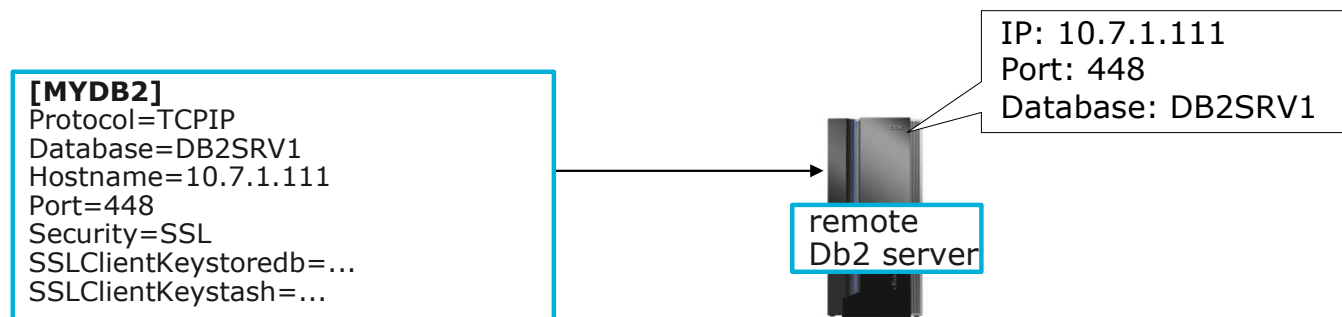 [MYDB2]
Protocol=TCPIP
Database=DB2SRV1
Hostname=10.7.1.111
Port=448
Security=SSL
SSLClientKeystoredb=...
SSLClientKeystash=...
IP: 10.7.1.111
Port: 448
Database: DB2SRV1
remote
Db2 server